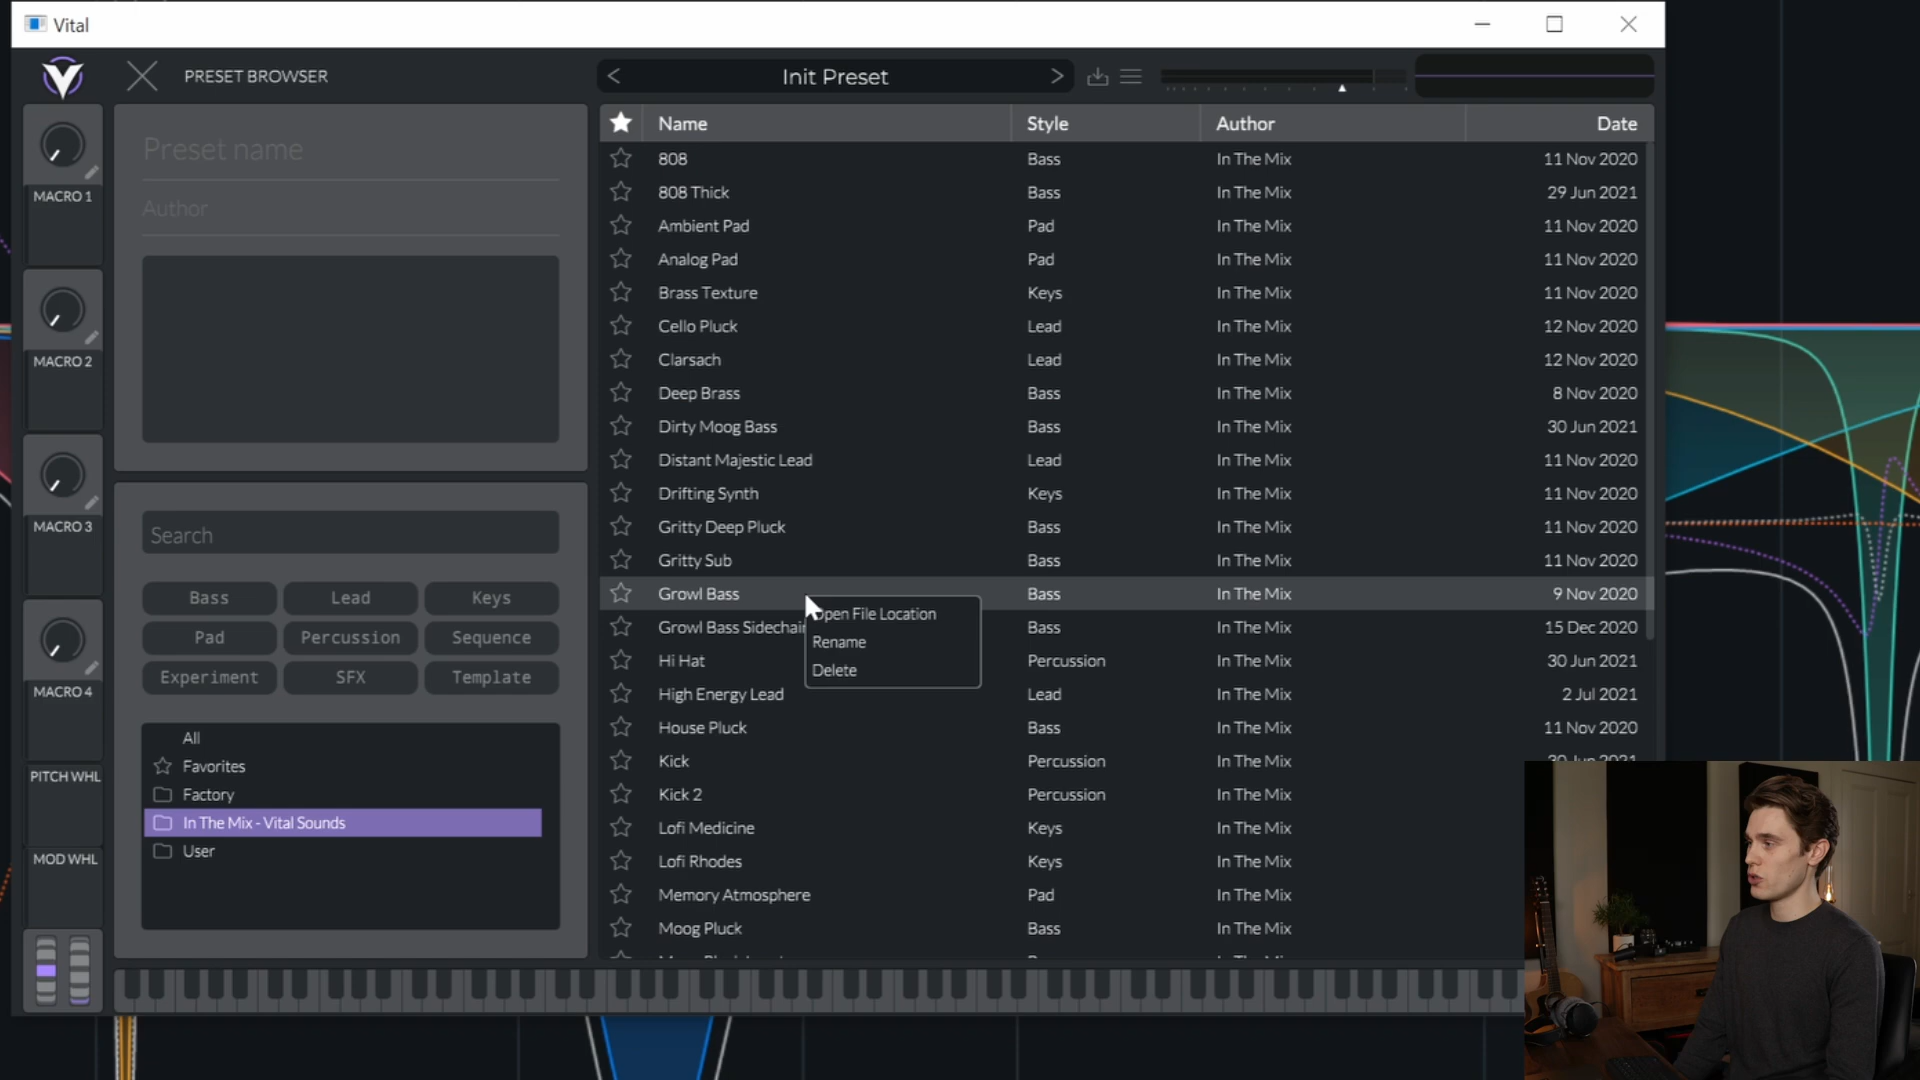 Vital
PRESET BROWSER
Init Preset
Preset name
Author
MACRO 1
MACRO 2
MACRO 3
MACRO 4
PITCH WHL
MOD WHL
Search
Bass Lead Keys
Pad Percussion Sequence
Experiment SFX Template
All
Favorites
Factory
In The Mix - Vital Sounds
User
Name Style Author Date
808 Bass In The Mix 11 Nov 2020
808 Thick Bass In The Mix 29 Jun 2021
Ambient Pad Pad In The Mix 11 Nov 2020
Analog Pad Pad In The Mix 11 Nov 2020
Brass Texture Keys In The Mix 11 Nov 2020
Cello Pluck Lead In The Mix 12 Nov 2020
Clarsach Lead In The Mix 12 Nov 2020
Deep Brass Bass In The Mix 8 Nov 2020
Dirty Moog Bass Bass In The Mix 30 Jun 2021
Distant Majestic Lead Lead In The Mix 11 Nov 2020
Drifting Synth Keys In The Mix 11 Nov 2020
Gritty Deep Pluck Bass In The Mix 11 Nov 2020
Gritty Sub Bass In The Mix 11 Nov 2020
Growl Bass Bass In The Mix 9 Nov 2020
Growl Bass Sidechain Bass In The Mix 15 Dec 2020
Hi Hat Percussion In The Mix 30 Jun 2021
High Energy Lead Lead In The Mix 2 Jul 2021
House Pluck Bass In The Mix 11 Nov 2020
Kick Percussion In The Mix 30 Jun 2021
Kick 2 Percussion In The Mix
Lofi Medicine Keys In The Mix
Lofi Rhodes Keys In The Mix
Memory Atmosphere Pad In The Mix
Moog Pluck Bass In The Mix
Open File Location
Rename
Delete